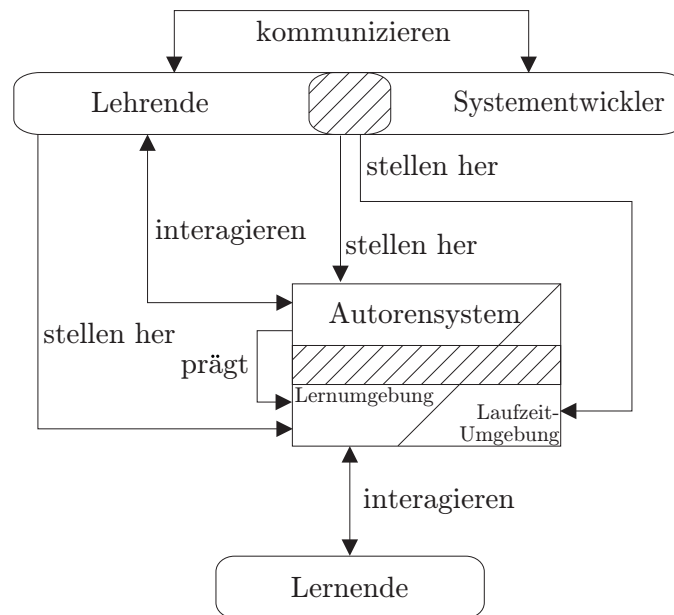 kommunizieren
Lehrende
Systementwickler
stellen her
interagieren
stellen her
Autorensystem
stellen her
prägt
Lernumgebung
Laufzeit-
Umgebung
interagieren
Lernende